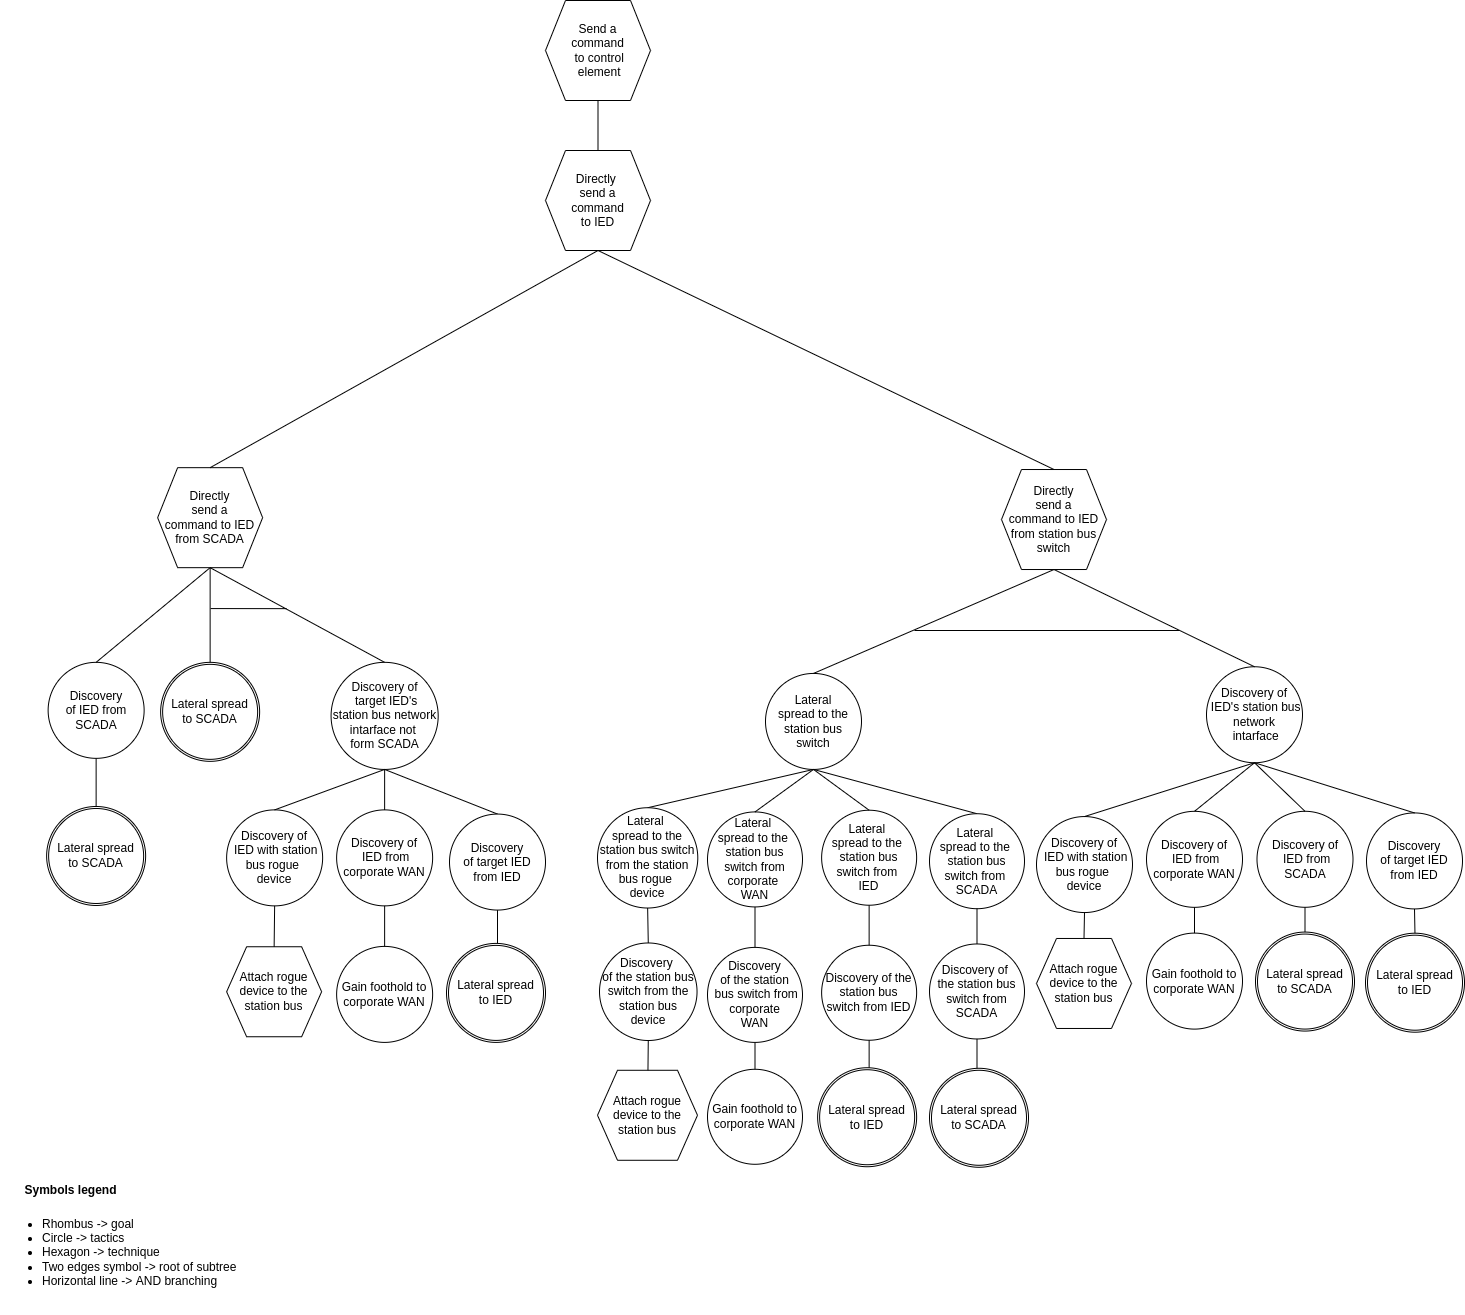 Send a
command
to control
element
Directly
send a
command
to IED
Directly
send a
command to IED
from SCADA
Directly
send a
command to IED
from station bus
switch
Discovery
of IED from
SCADA
Lateral spread
to SCADA
Discovery of
target IED's
station bus network
intarface not
form SCADA
Lateral
spread to the
station bus
switch
Discovery of
IED's station bus
network
intarface
Lateral spread
to SCADA
Discovery of
IED with station
bus rogue
device
Discovery of
IED from
corporate WAN
Discovery
of target IED
from IED
Lateral
spread to the
station bus switch
from the station
bus rogue
device
Lateral
spread to the
station bus
switch from
corporate
WAN
Lateral
spread to the
station bus
switch from
IED
Lateral
spread to the
station bus
switch from
SCADA
Discovery of
IED with station
bus rogue
device
Discovery of
IED from
corporate WAN
Discovery of
IED from
SCADA
Discovery
of target IED
from IED
Attach rogue
device to the
station bus
Gain foothold to
corporate WAN
Lateral spread
to IED
Discovery
of the station bus
switch from the
station bus
device
Discovery
of the station
bus switch from
corporate
WAN
Discovery of the
station bus
switch from IED
Discovery of
the station bus
switch from
SCADA
Attach rogue
device to the
station bus
Gain foothold to
corporate WAN
Lateral spread
to SCADA
Lateral spread
to IED
Attach rogue
device to the
station bus
Gain foothold to
corporate WAN
Lateral spread
to IED
Lateral spread
to SCADA
Symbols legend
• Rhombus -> goal
• Circle -> tactics
• Hexagon -> technique
• Two edges symbol -> root of subtree
• Horizontal line -> AND branching